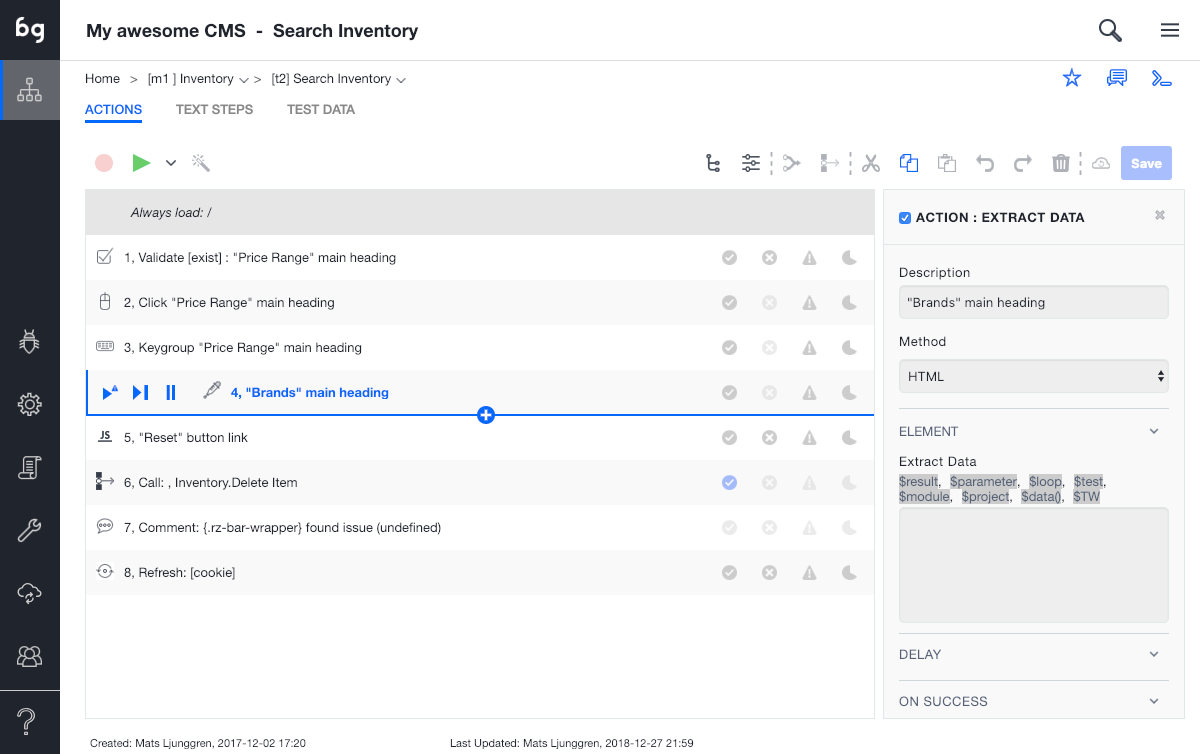 bg
My awesome CMS - Search Inventory
Home > [m1 ] Inventory > [t2] Search Inventory
ACTIONS TEXT STEPS TEST DATA
Save
Always load: /
1, Validate [exist] : "Price Range" main heading
2, Click "Price Range" main heading
3, Keygroup "Price Range" main heading
4, "Brands" main heading
JS 5, "Reset" button link
6, Call: , Inventory.Delete Item
7, Comment: {.rz-bar-wrapper} found issue (undefined)
8, Refresh: [cookie]
ACTION : EXTRACT DATA
Description
"Brands" main heading
Method
HTML
ELEMENT
Extract Data
$result, $parameter, $loop, $test,
$module, $project, $data(), $TW
DELAY
ON SUCCESS
Created: Mats Ljunggren, 2017-12-02 17:20
Last Updated: Mats Ljunggren, 2018-12-27 21:59